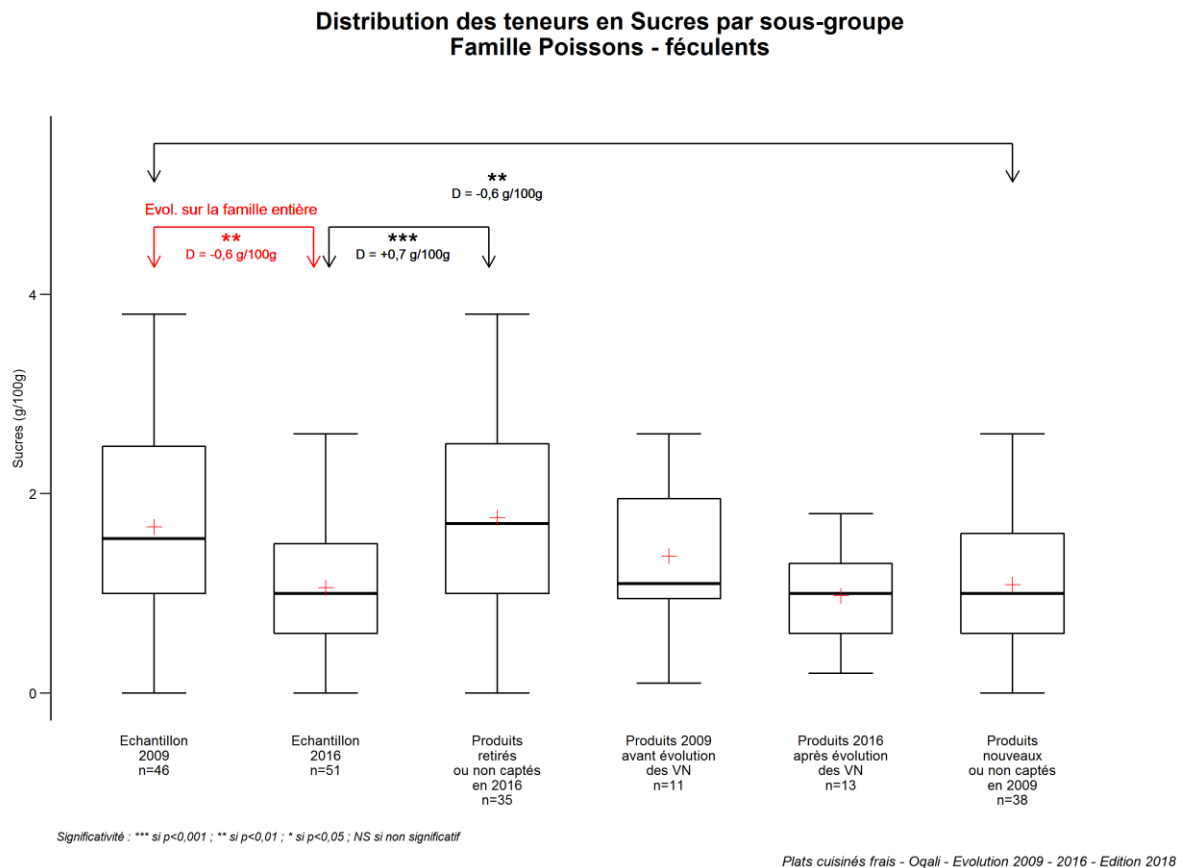 Distribution des teneurs en Sucres par sous-groupe
Famille Poissons - féculents
**
D = -0,6 g/100g
Evol. sur la famille entière
**
D = -0,6 g/100g
***
D = +0,7 g/100g
Sucres (g/100g)
4
2
0
Echantillon
2009
n=46
Echantillon
2016
n=51
Produits
retirés
ou non captés
en 2016
n=35
Produits 2009
avant évolution
des VN
n=11
Produits 2016
après évolution
des VN
n=13
Produits
nouveaux
ou non captés
en 2009
n=38
Significativité : *** si p<0,001 ; ** si p<0,01 ; * si p<0,05 ; NS si non significatif
Plats cuisinés frais - Oqali - Evolution 2009 - 2016 - Edition 2018